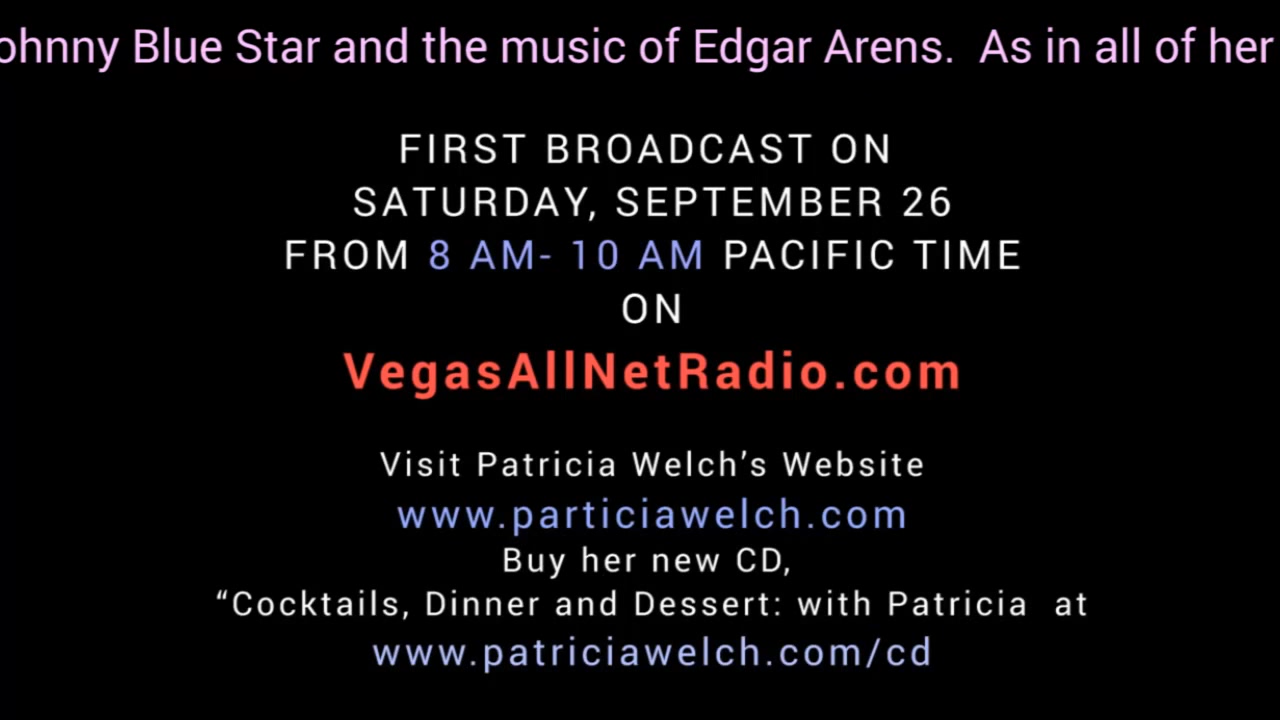 ohnny Blue Star and the music of Edgar Arens. As in all of her
FIRST BROADCAST ON
SATURDAY, SEPTEMBER 26
FROM 8 AM- 10 AM PACIFIC TIME
ON
VegasAllNetRadio.com
Visit Patricia Welch’s Website
www.particiawelch.com
Buy her new CD,
“Cocktails, Dinner and Dessert: with Patricia at
www.patriciawelch.com/cd